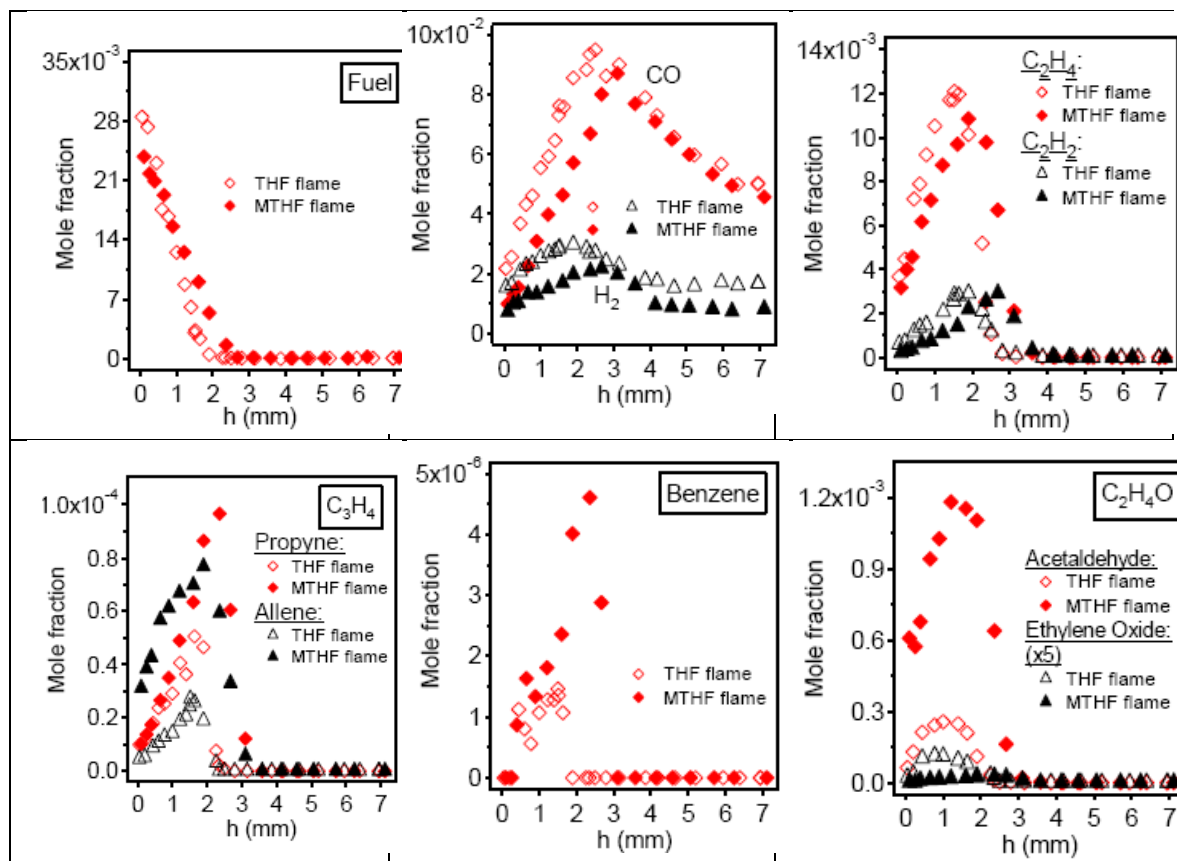 35x10⁻³
28
21
14
7
0
Mole fraction
Fuel
THF flame
MTHF flame
0 1 2 3 4 5 6 7
h (mm)
10x10⁻²
8
6
4
2
0
Mole fraction
CO
THF flame
MTHF flame
H₂
0 1 2 3 4 5 6 7
h (mm)
14x10⁻³
12
10
8
6
4
2
0
Mole fraction
C₂H₄:
THF flame
MTHF flame
C₂H₂:
THF flame
MTHF flame
0 1 2 3 4 5 6 7
h (mm)
1.0x10⁻⁴
0.8
0.6
0.4
0.2
0.0
Mole fraction
C₃H₄
Propyne:
THF flame
MTHF flame
Allene:
THF flame
MTHF flame
0 1 2 3 4 5 6 7
h (mm)
5x10⁻⁶
4
3
2
1
0
Mole fraction
Benzene
THF flame
MTHF flame
0 1 2 3 4 5 6 7
h (mm)
1.2x10⁻³
0.9
0.6
0.3
0.0
Mole fraction
C₂H₄O
Acetaldehyde:
THF flame
MTHF flame
Ethylene Oxide:
(x5)
THF flame
MTHF flame
0 1 2 3 4 5 6 7
h (mm)